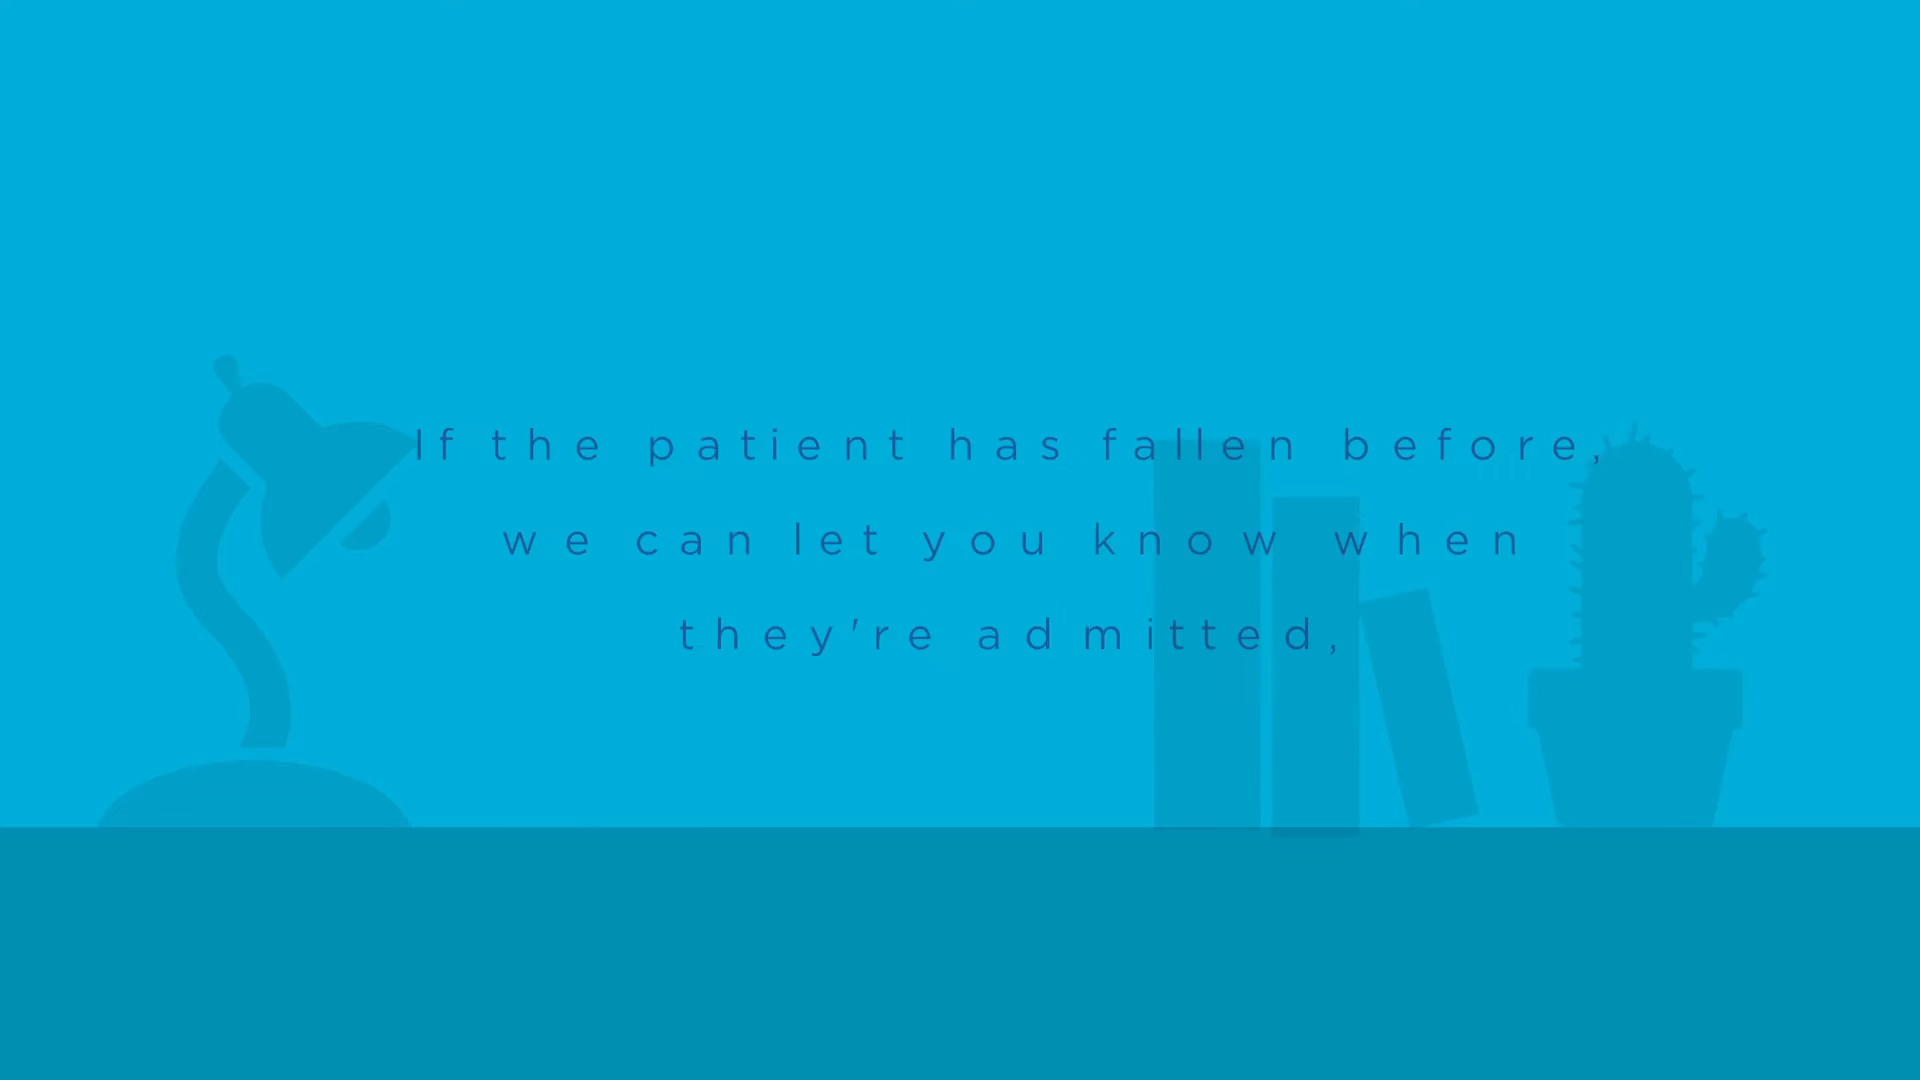 If the patient has fallen before,
we can let you know when
they're admitted,